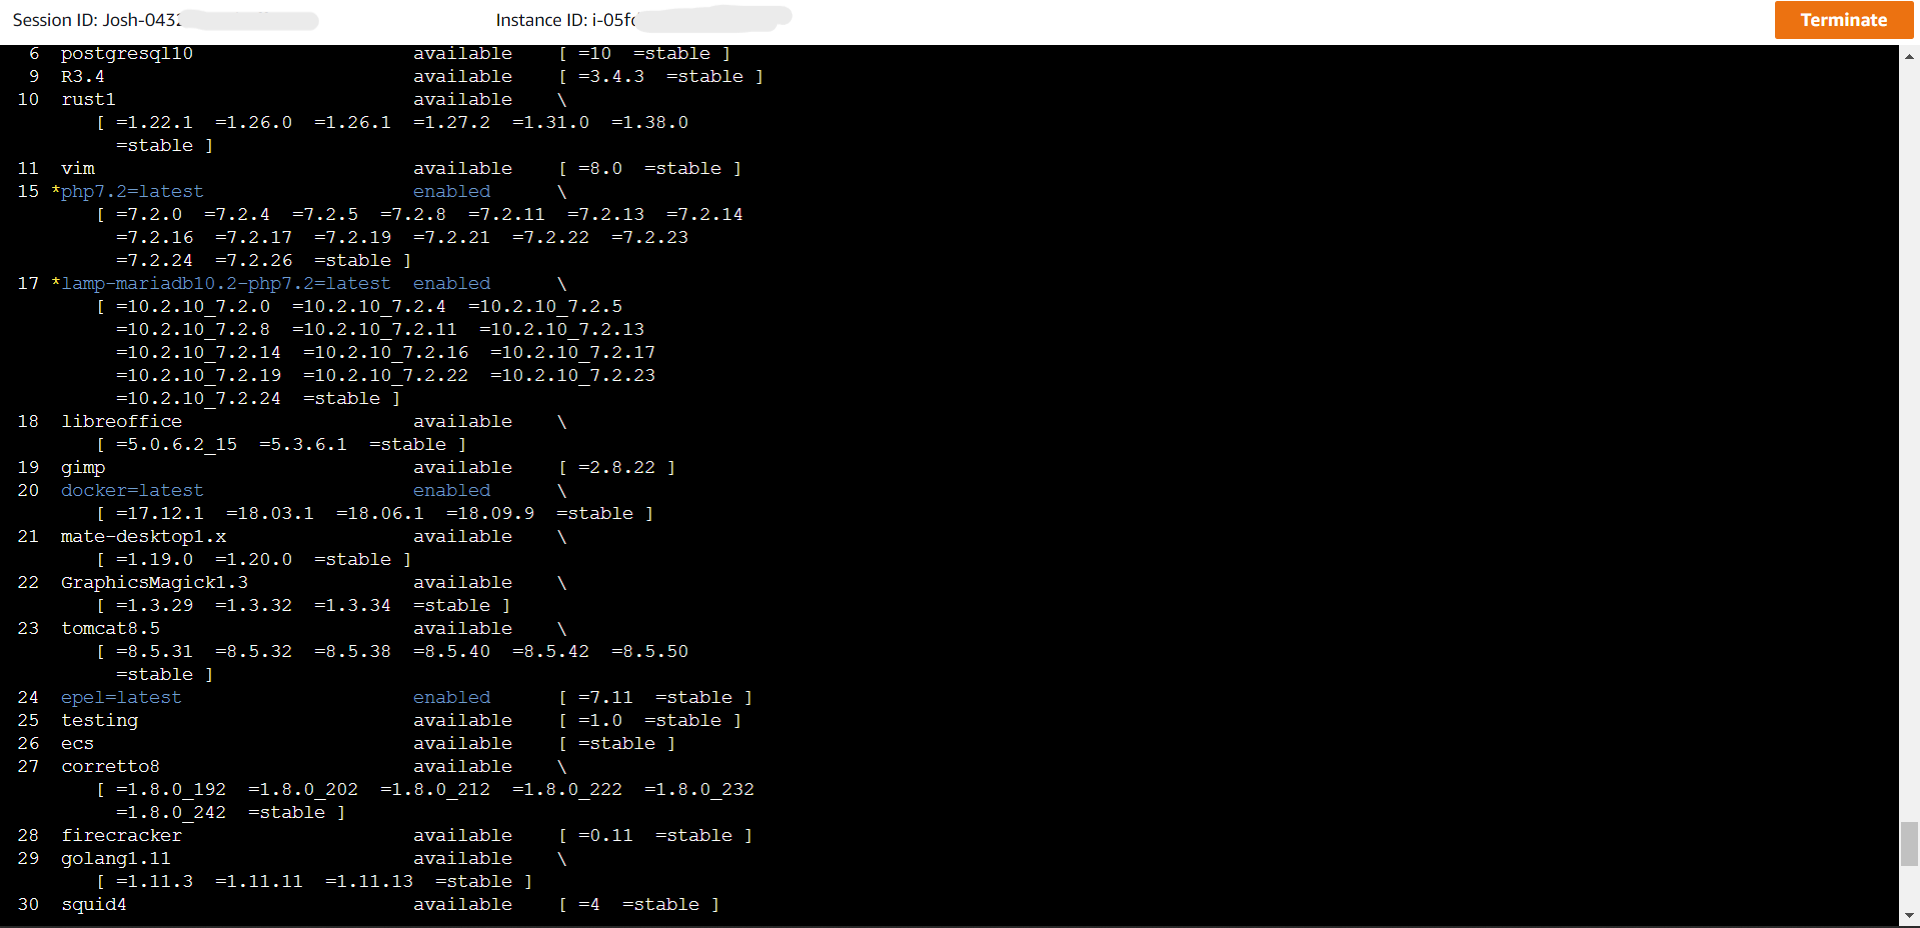 Session ID: Josh-043 Instance ID: i-05f Terminate
6 postgresql10 available [ =10 =stable ]
9 R3.4 available [ =3.4.3 =stable ]
10 rust1 available \
[ =1.22.1 =1.26.0 =1.26.1 =1.27.2 =1.31.0 =1.38.0
=stable ]
11 vim available [ =8.0 =stable ]
15 *php7.2=latest enabled \
[ =7.2.0 =7.2.4 =7.2.5 =7.2.8 =7.2.11 =7.2.13 =7.2.14
=7.2.16 =7.2.17 =7.2.19 =7.2.21 =7.2.22 =7.2.23
=7.2.24 =7.2.26 =stable ]
17 *lamp-mariadb10.2-php7.2=latest enabled \
[ =10.2.10_7.2.0 =10.2.10_7.2.4 =10.2.10_7.2.5
=10.2.10_7.2.8 =10.2.10_7.2.11 =10.2.10_7.2.13
=10.2.10_7.2.14 =10.2.10_7.2.16 =10.2.10_7.2.17
=10.2.10_7.2.19 =10.2.10_7.2.22 =10.2.10_7.2.23
=10.2.10_7.2.24 =stable ]
18 libreoffice available \
[ =5.0.6.2_15 =5.3.6.1 =stable ]
19 gimp available [ =2.8.22 ]
20 docker=latest enabled \
[ =17.12.1 =18.03.1 =18.06.1 =18.09.9 =stable ]
21 mate-desktop1.x available \
[ =1.19.0 =1.20.0 =stable ]
22 GraphicsMagick1.3 available \
[ =1.3.29 =1.3.32 =1.3.34 =stable ]
23 tomcat8.5 available \
[ =8.5.31 =8.5.32 =8.5.38 =8.5.40 =8.5.42 =8.5.50
=stable ]
24 epel=latest enabled [ =7.11 =stable ]
25 testing available [ =1.0 =stable ]
26 ecs available [ =stable ]
27 corretto8 available \
[ =1.8.0_192 =1.8.0_202 =1.8.0_212 =1.8.0_222 =1.8.0_232
=1.8.0_242 =stable ]
28 firecracker available [ =0.11 =stable ]
29 golang1.11 available \
[ =1.11.3 =1.11.11 =1.11.13 =stable ]
30 squid4 available [ =4 =stable ]